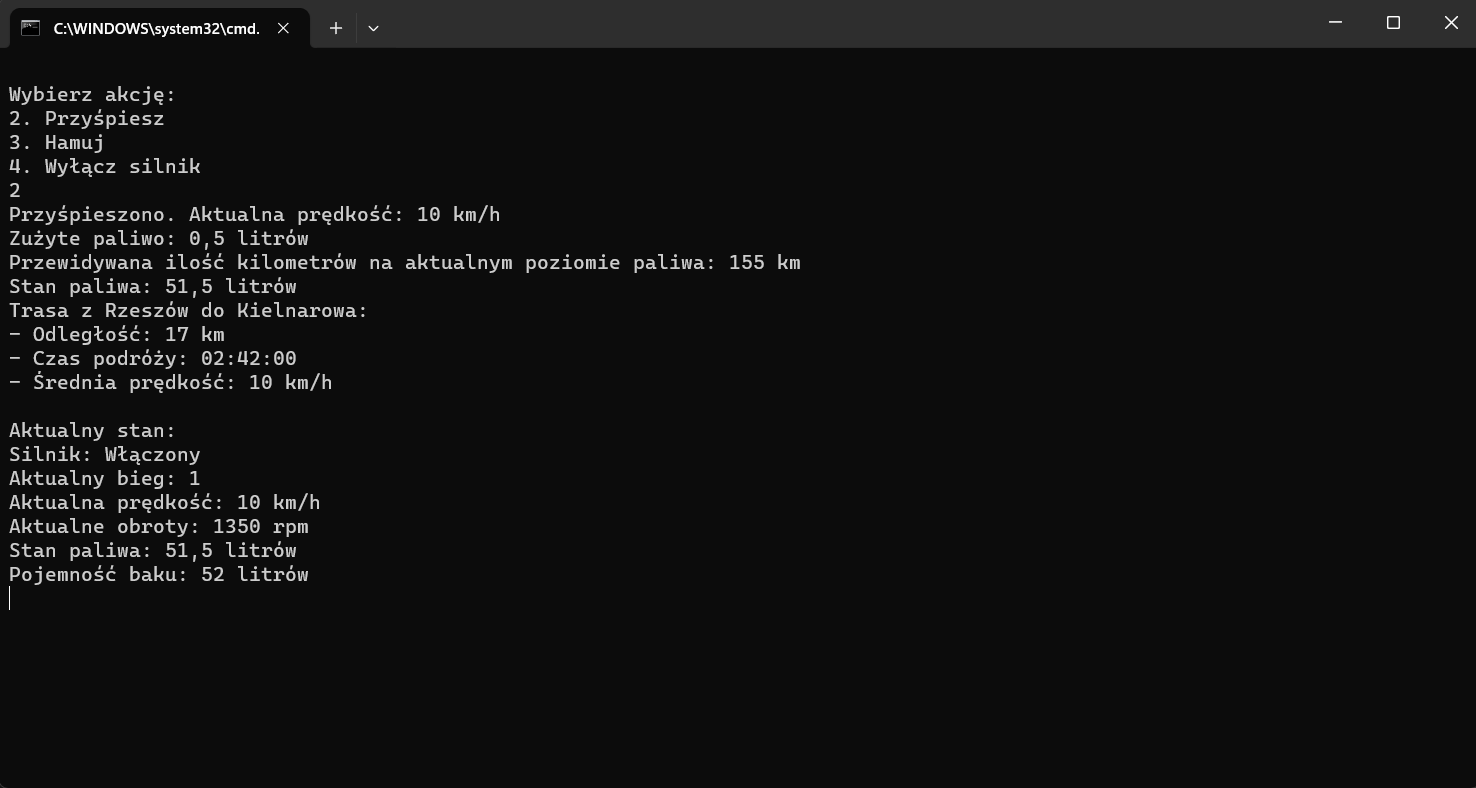 C:\WINDOWS\system32\cmd.
Wybierz akcję:
2. Przyśpiesz
3. Hamuj
4. Wyłącz silnik
2
Przyśpieszono. Aktualna prędkość: 10 km/h
Zużyte paliwo: 0,5 litrów
Przewidywana ilość kilometrów na aktualnym poziomie paliwa: 155 km
Stan paliwa: 51,5 litrów
Trasa z Rzeszów do Kielnarowa:
- Odległość: 17 km
- Czas podróży: 02:42:00
- Średnia prędkość: 10 km/h
Aktualny stan:
Silnik: Włączony
Aktualny bieg: 1
Aktualna prędkość: 10 km/h
Aktualne obroty: 1350 rpm
Stan paliwa: 51,5 litrów
Pojemność baku: 52 litrów